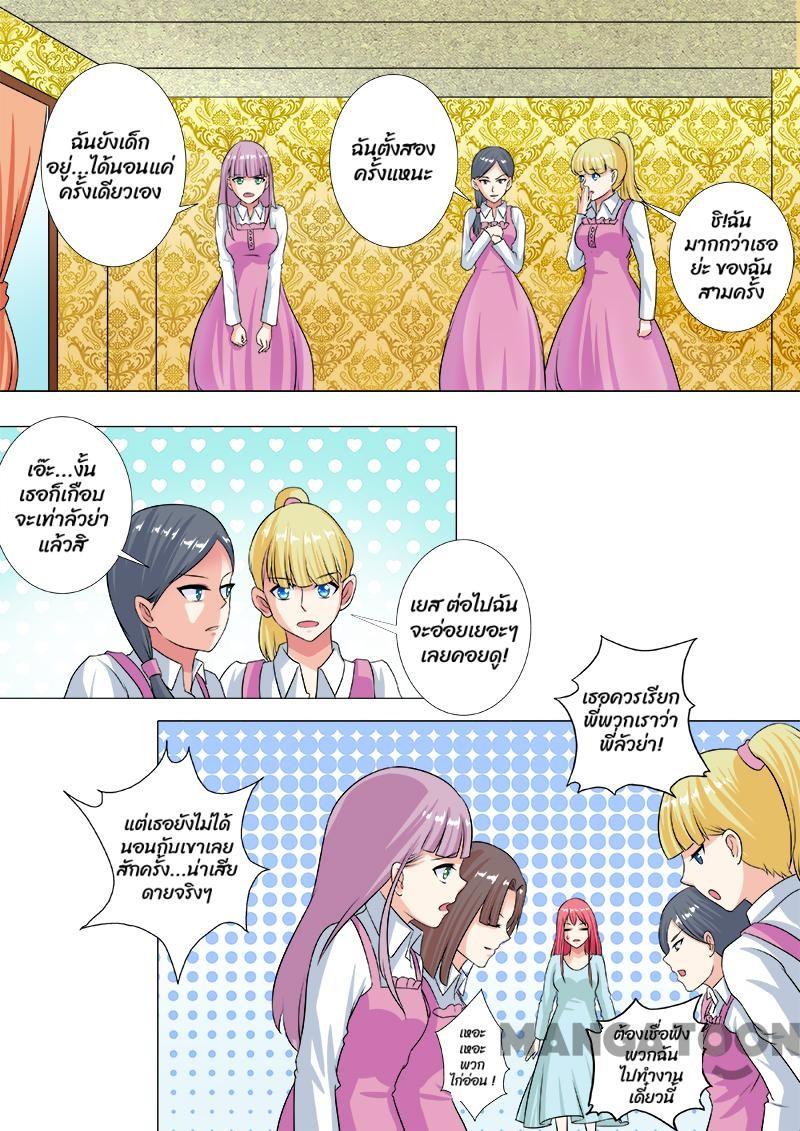 ฉันยังเด็ก
อยู่...ได้นอนแค่
ครั้งเดียวเอง
ฉันตั้งสอง
ครั้งแหนะ
ชิ!ฉัน
มากกว่าเธอ
ย่ะ ของฉัน
สามครั้ง
เอ๊ะ...งั้น
เธอก็เกือบ
จะเท่าลัวย่า
แล้วสิ
เยส ต่อไปฉัน
จะอ่อยเยอะๆ
เลยคอยดู!
เธอควรเรียก
พี่พวกเราว่า
พี่ลัวย่า!
แต่เธอยังไม่ได้
นอนกับเขาเลย
สักครั้ง...น่าเสีย
ดายจริงๆ
เหอะ
เหอะ
พวก
ไก่อ่อน !
ต้องเชื่อฟัง
พวกฉัน
ไปทำงาน
เดี๋ยวนี้
MANGATOON